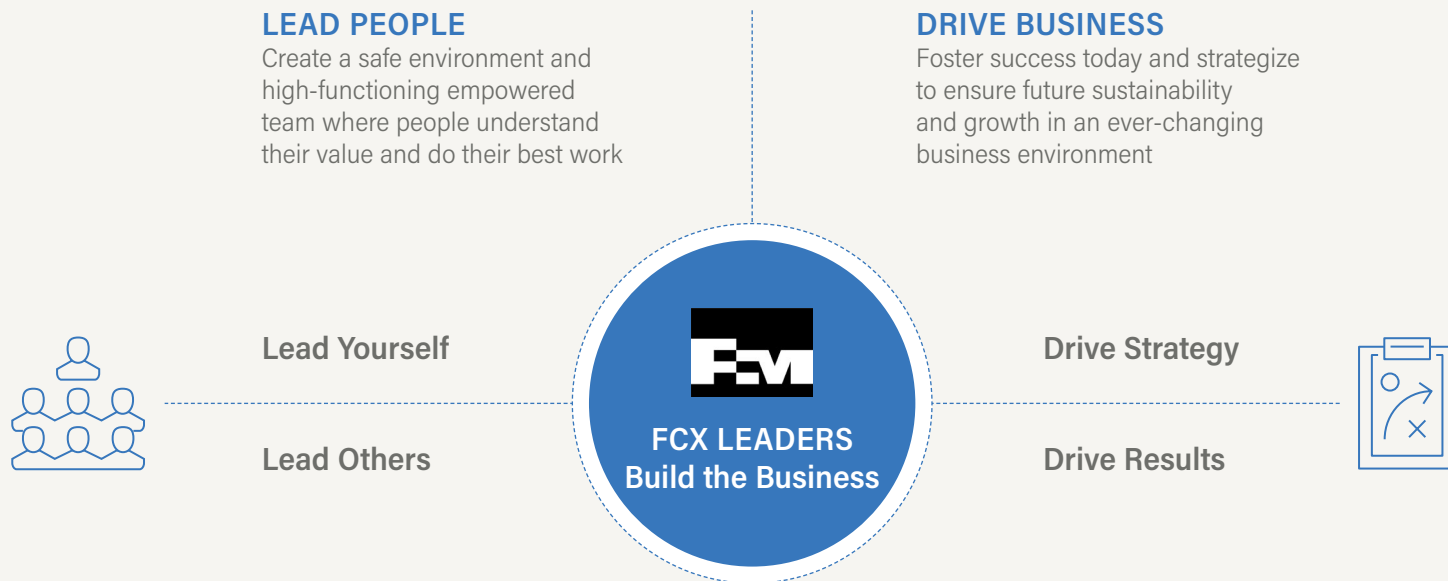 LEAD PEOPLE
Create a safe environment and
high-functioning empowered
team where people understand
their value and do their best work
DRIVE BUSINESS
Foster success today and strategize
to ensure future sustainability
and growth in an ever-changing
business environment
Lead Yourself
Lead Others
FM
FCX LEADERS
Build the Business
Drive Strategy
Drive Results